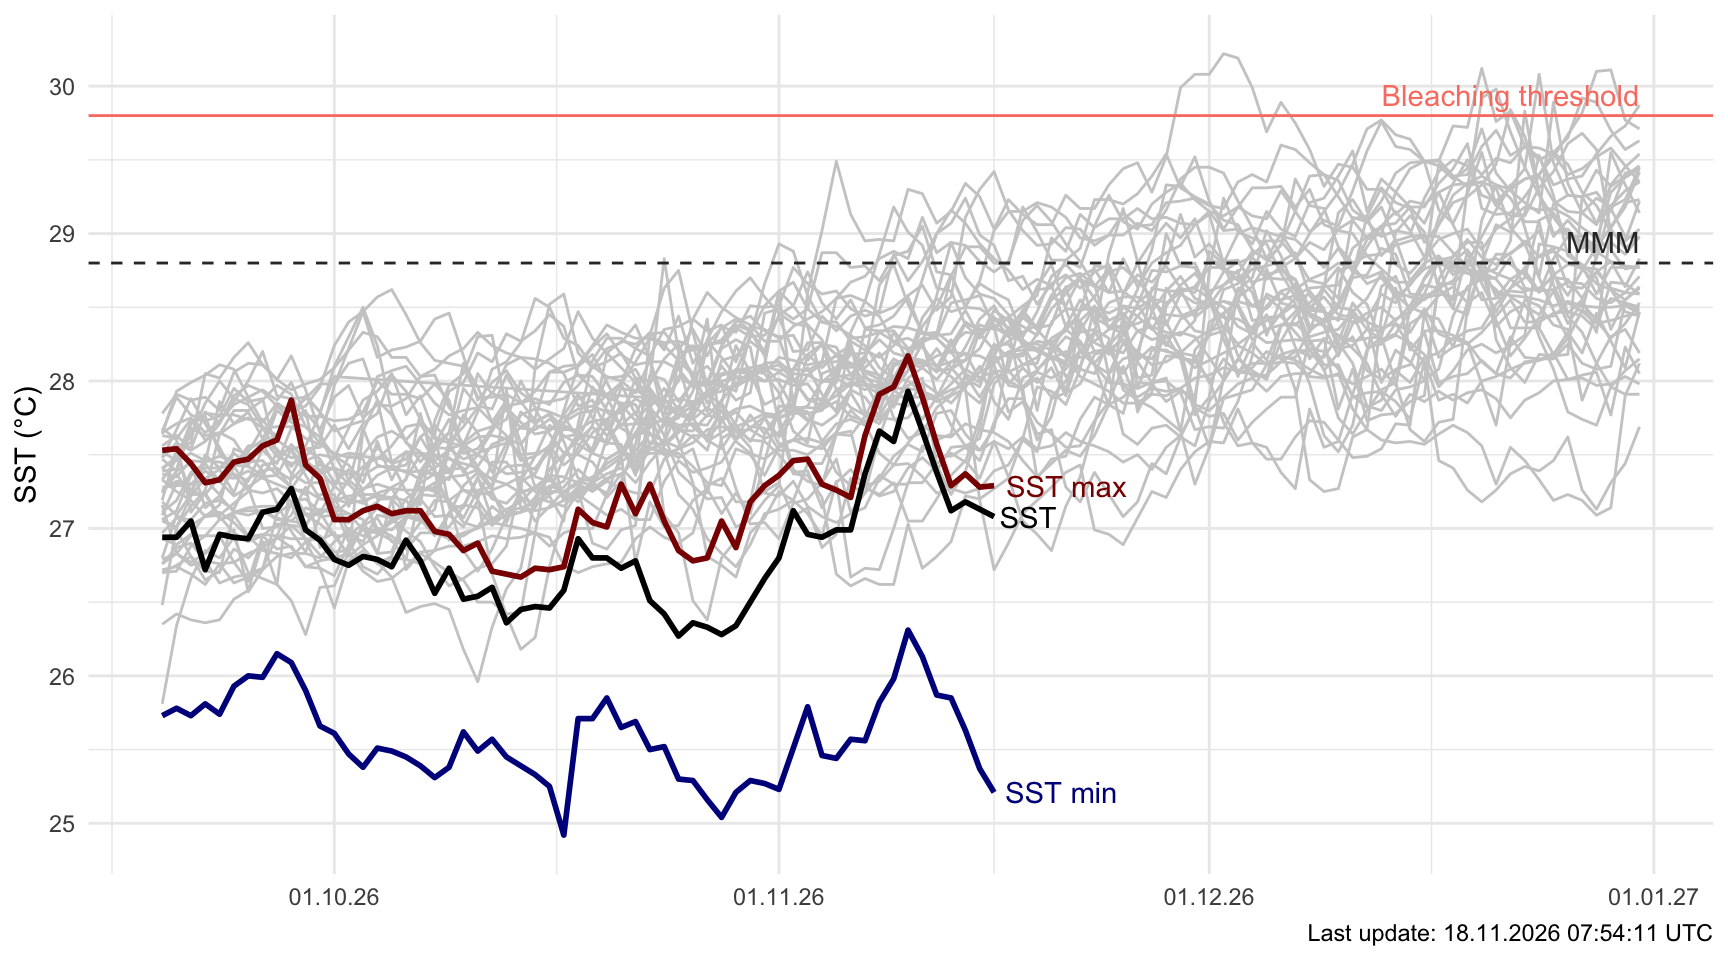 30
Bleaching threshold
29
MMM
28
SST (°C)
SST max
27
SST
26
SST min
25
01.10.26
01.11.26
01.12.26
01.01.27
Last update: 18.11.2026 07:54:11 UTC